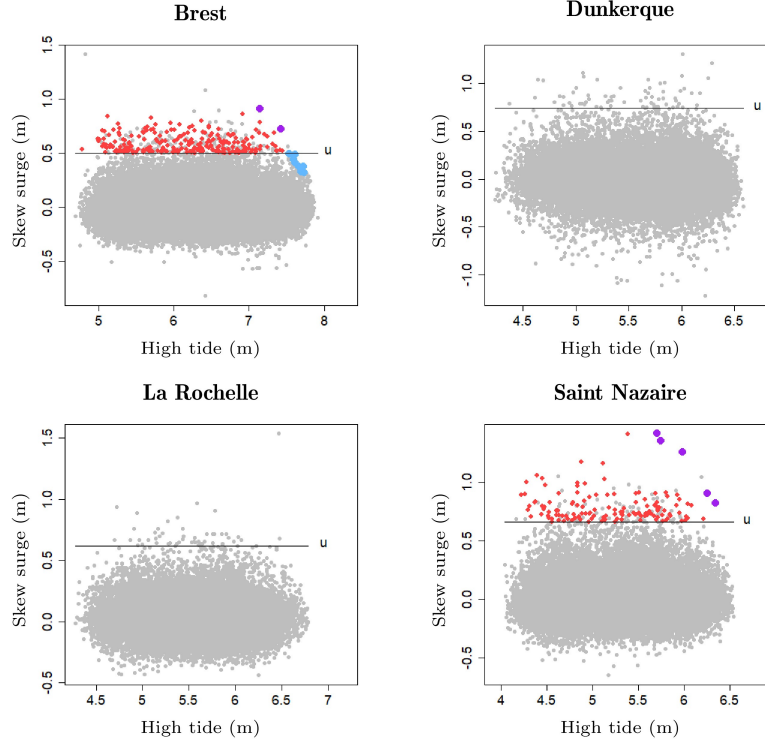 Brest
Dunkerque
Skew surge (m)
1.5
1.0
0.5
0.0
-0.5
u
5 6 7 8
High tide (m)
Skew surge (m)
1.0
0.5
0.0
-0.5
-1.0
u
4.5 5 5.5 6 6.5
High tide (m)
La Rochelle
Saint Nazaire
Skew surge (m)
1.5
1.0
0.5
0.0
-0.5
u
4.5 5 5.5 6 6.5 7
High tide (m)
Skew surge (m)
1.0
0.5
0.0
-0.5
u
4 4.5 5 5.5 6 6.5
High tide (m)